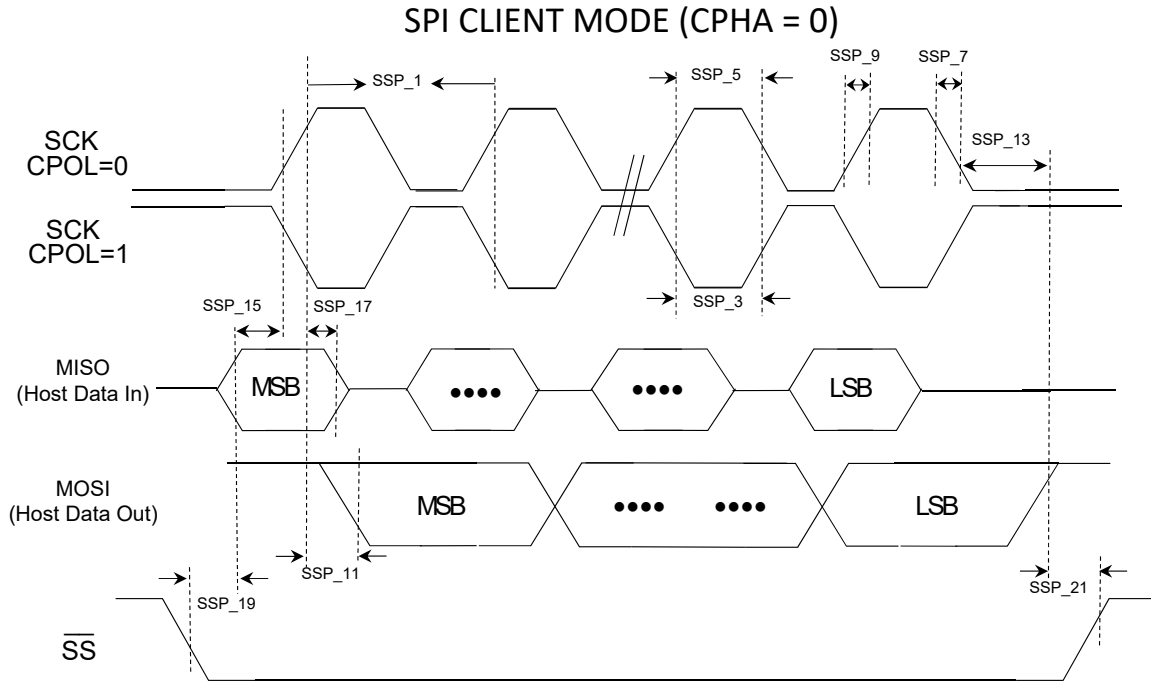 SPI CLIENT MODE (CPHA = 0)
SSP_9
SSP_7
SSP_1
SSP_5
SCK
CPOL=0
SSP_13
SCK
CPOL=1
SSP_15
SSP_17
SSP_3
MISO
(Host Data In)
MSB
••••
••••
LSB
MOSI
(Host Data Out)
MSB
••••
••••
LSB
SSP_11
SSP_19
SSP_21
SS